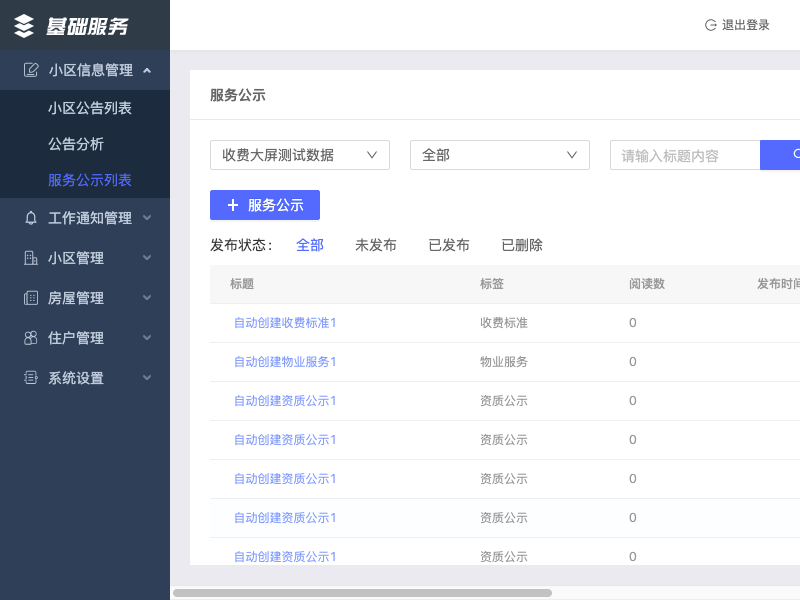 基础服务
退出登录
小区信息管理
小区公告列表
公告分析
服务公示列表
工作通知管理
小区管理
房屋管理
住户管理
系统设置
服务公示
收费大屏测试数据 全部 请输入标题内容
服务公示
发布状态： 全部 未发布 已发布 已删除
标题 标签 阅读数 发布时间
自动创建收费标准1 收费标准 0
自动创建物业服务1 物业服务 0
自动创建资质公示1 资质公示 0
自动创建资质公示1 资质公示 0
自动创建资质公示1 资质公示 0
自动创建资质公示1 资质公示 0
自动创建资质公示1 资质公示 0